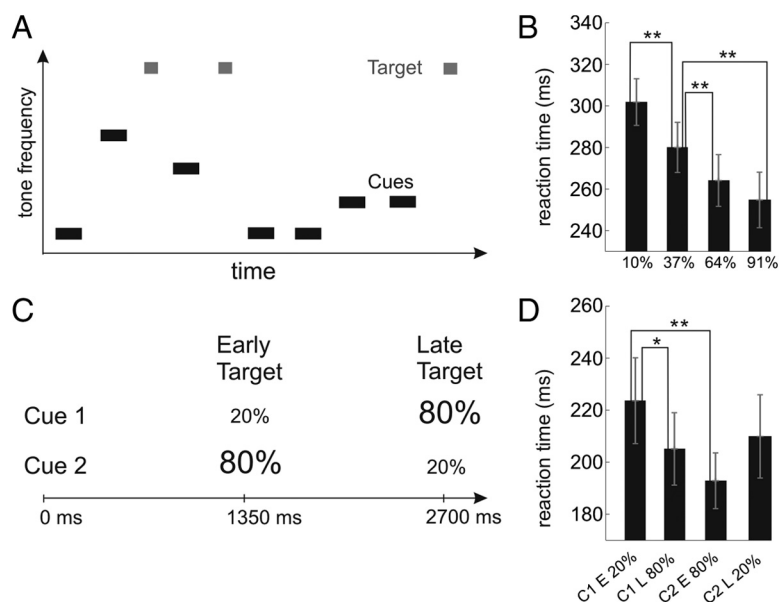 A
tone frequency
Target
Cues
time
B
reaction time (ms)
320
300
280
260
240
**
**
**
10% 37% 64% 91%
C
Early Target
Late Target
Cue 1 20% 80%
Cue 2 80% 20%
0 ms 1350 ms 2700 ms
D
reaction time (ms)
260
240
220
200
180
**
*
C1 E 20%
C1 L 80%
C2 E 80%
C2 L 20%